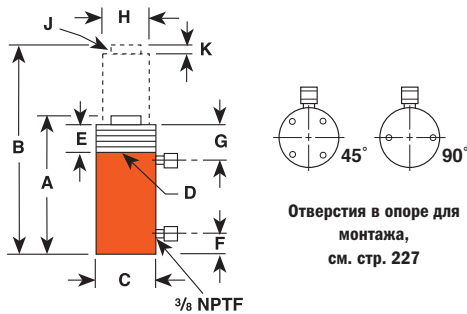 H
J
K
B
A
E
G
D
F
C
3/8 NPTF
45°
90°
Отверстия в опоре для
монтажа,
см. стр. 227